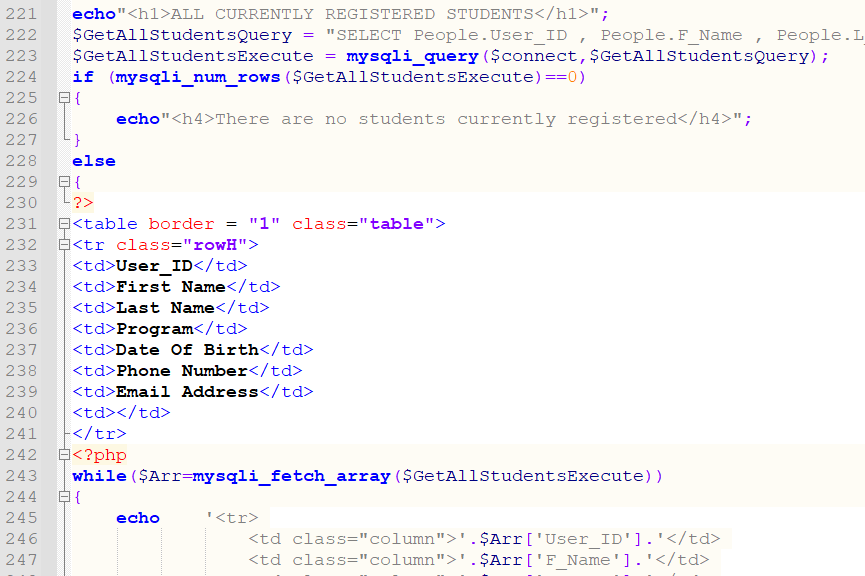 221 echo"<h1>ALL CURRENTLY REGISTERED STUDENTS</h1>";
222 $GetAllStudentsQuery = "SELECT People.User_ID , People.F_Name , People.L_
223 $GetAllStudentsExecute = mysqli_query($connect,$GetAllStudentsQuery);
224 if (mysqli_num_rows($GetAllStudentsExecute)==0)
225 {
226 echo"<h4>There are no students currently registered</h4>";
227 }
228 else
229 {
230 ?>
231 <table border = "1" class="table">
232 <tr class="rowH">
233 <td>User_ID</td>
234 <td>First Name</td>
235 <td>Last Name</td>
236 <td>Program</td>
237 <td>Date Of Birth</td>
238 <td>Phone Number</td>
239 <td>Email Address</td>
240 <td></td>
241 </tr>
242 <?php
243 while($Arr=mysqli_fetch_array($GetAllStudentsExecute))
244 {
245 echo '<tr>
246 <td class="column">'.$Arr['User_ID'].'</td>
247 <td class="column">'.$Arr['F_Name'].'</td>